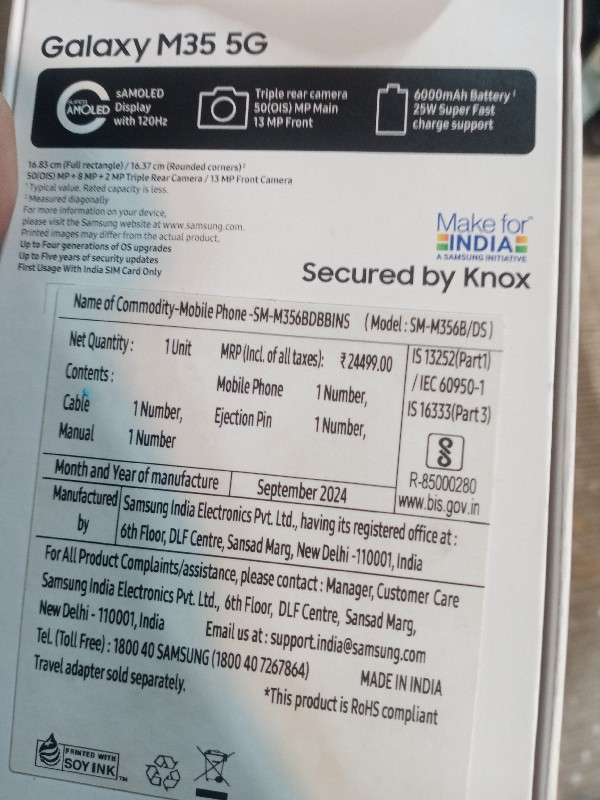 Galaxy M35 5G
sAMOLED
Display
with 120Hz
SUPER
AMOLED
Triple rear camera
50(OIS) MP Main
13 MP Front
6000mAh Battery¹
25W Super Fast
charge support
16.83 cm (Full rectangle) / 16.37 cm (Rounded corners)²
50(OIS) MP + 8 MP + 2 MP Triple Rear Camera / 13 MP Front Camera
¹Typical value. Rated capacity is less.
²Measured diagonally
For more information on your device,
please visit the Samsung website at www.samsung.com.
Printed images may differ from the actual product.
Up to Four generations of OS upgrades
Up to Five years of security updates
First Usage With India SIM Card Only
Make for™
INDIA
A SAMSUNG INITIATIVE
Secured by Knox
Name of Commodity-Mobile Phone -SM-M356BDBBINS (Model : SM-M356B/DS)
Net Quantity : 1 Unit MRP (Incl. of all taxes): ₹24499.00
Contents : Mobile Phone 1 Number,
Cable 1 Number, Ejection Pin 1 Number,
Manual 1 Number
IS 13252(Part1)
/ IEC 60950-1
IS 16333(Part 3)
R-85000280
www.bis.gov.in
Month and Year of manufacture September 2024
Manufactured by Samsung India Electronics Pvt. Ltd., having its registered office at :
6th Floor, DLF Centre, Sansad Marg, New Delhi -110001, India
For All Product Complaints/assistance, please contact : Manager, Customer Care
Samsung India Electronics Pvt. Ltd., 6th Floor, DLF Centre, Sansad Marg,
New Delhi - 110001, India Email us at : support.india@samsung.com
Tel. (Toll Free) : 1800 40 SAMSUNG (1800 40 7267864) MADE IN INDIA
Travel adapter sold separately. *This product is RoHS compliant
PRINTED WITH
SOY INK™